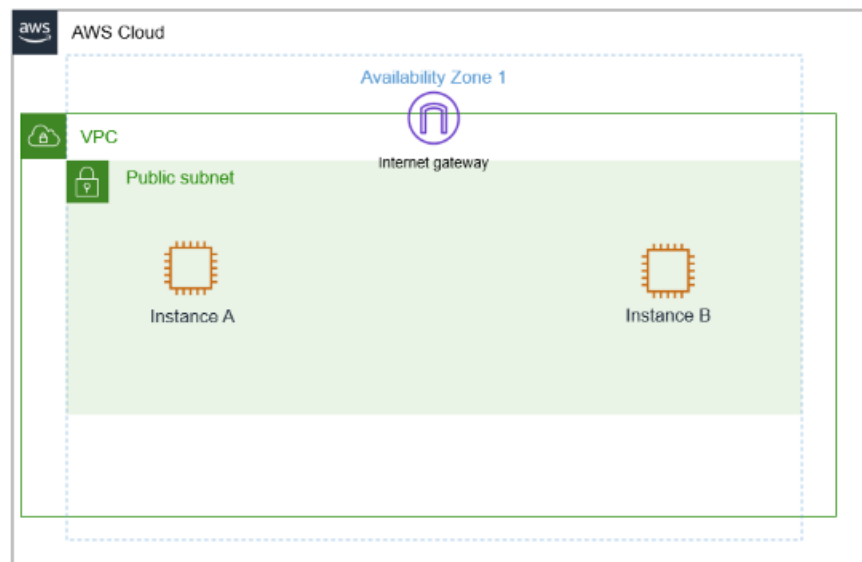 aws
AWS Cloud
Availability Zone 1
VPC
Internet gateway
Public subnet
Instance A
Instance B